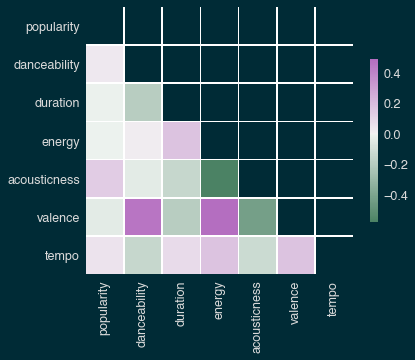 popularity
danceability
duration
energy
acousticness
valence
tempo
popularity
danceability
duration
energy
acousticness
valence
tempo
0.4
0.2
0.0
−0.2
−0.4